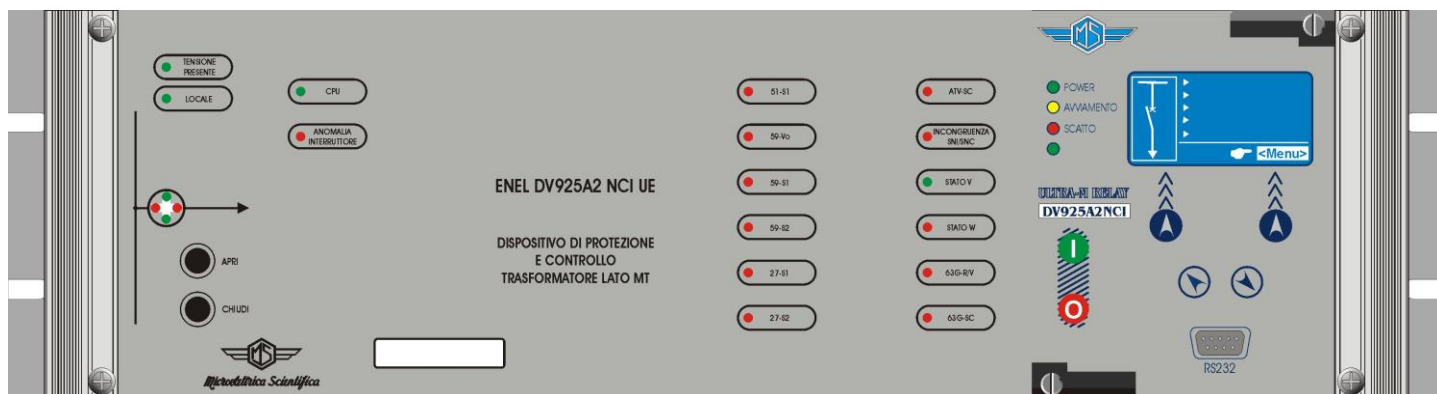 TENSIONE
PRESENTE
LOCALE
CPU
ANOMALIA
INTERRUTTORE
APRI
CHIUDI
MS
Microelettrica Scientifica
ENEL DV925A2 NCI UE
DISPOSITIVO DI PROTEZIONE
E CONTROLLO
TRASFORMATORE LATO MT
51-S1
59-Vo
59-S1
59-S2
27-S1
27-S2
ATV-SC
INCONGRUENZA
SNI/SNC
STATO V
STATO W
63G-R/V
63G-SC
MS
POWER
AVVIAMENTO
SCATTO
<Menu>
ULTRA-M RELAY
DV925A2NCI
I
O
RS232